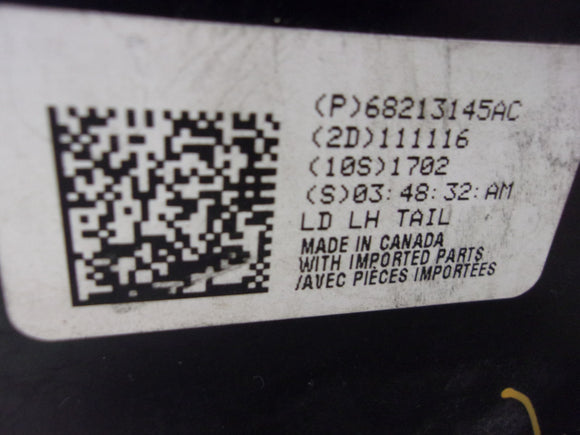 (P)68213145AC
(2D)111116
(10S)1702
(S)03:48:32:AM
LD LH TAIL
MADE IN CANADA
WITH IMPORTED PARTS
/AVEC PIÈCES IMPORTÉES